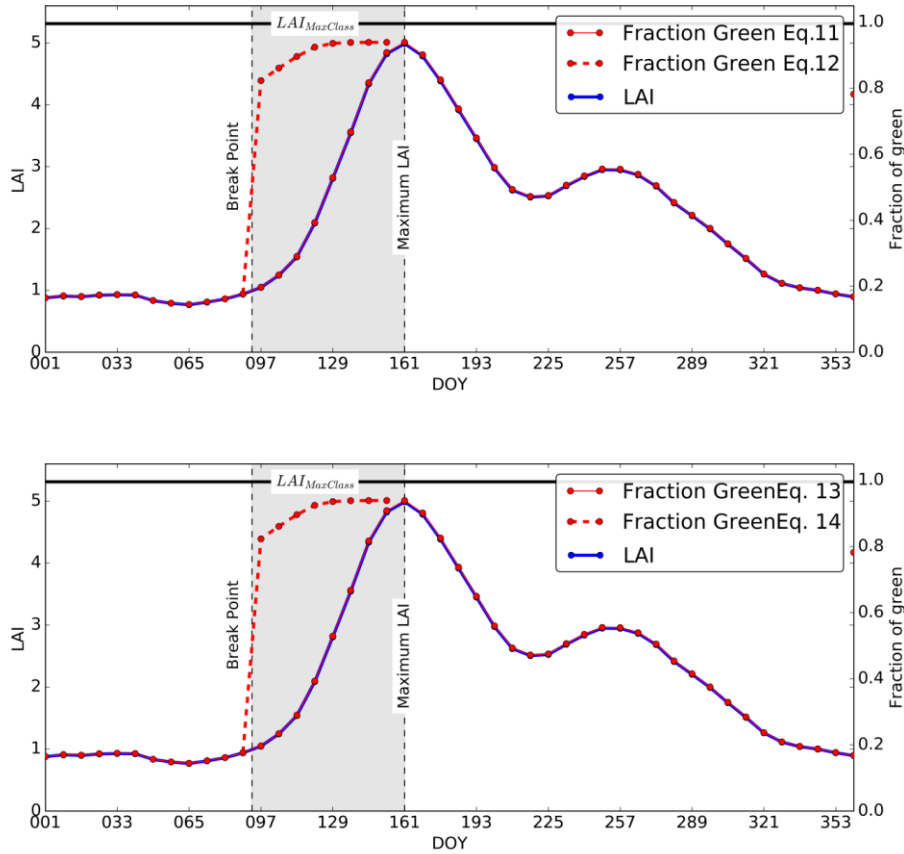 LAI_MaxClass
Fraction Green Eq.11
Fraction Green Eq.12
LAI
Break Point
Maximum LAI
LAI
Fraction of green
5
4
3
2
1
0
1.0
0.8
0.6
0.4
0.2
0.0
001 033 065 097 129 161 193 225 257 289 321 353
DOY
LAI_MaxClass
Fraction GreenEq. 13
Fraction GreenEq. 14
LAI
Break Point
Maximum LAI
LAI
Fraction of green
5
4
3
2
1
0
1.0
0.8
0.6
0.4
0.2
0.0
001 033 065 097 129 161 193 225 257 289 321 353
DOY